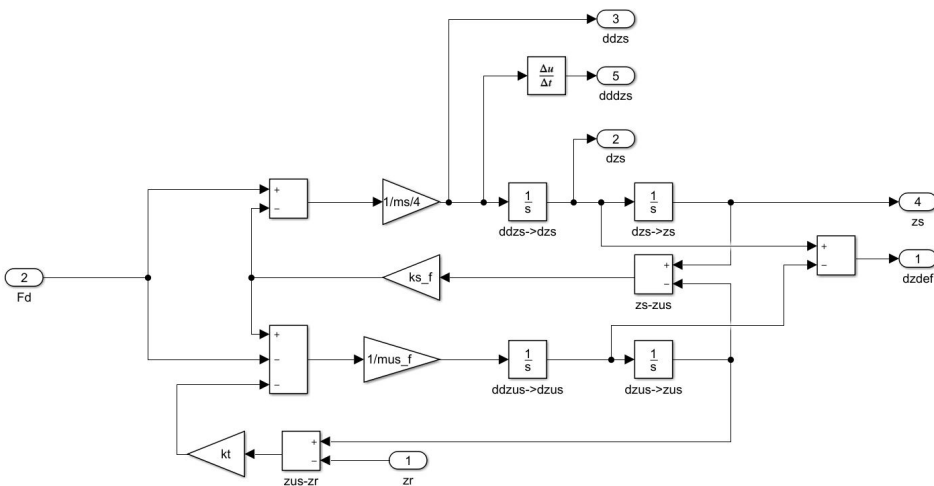 3
ddzs
Δu
Δt
5
dddzs
2
dzs
+
−
1/ms/4
1
s
ddzs->dzs
1
s
dzs->zs
4
zs
2
Fd
ks_f
+
−
zs-zus
+
−
1
dzdef
+
−
−
1/mus_f
1
s
ddzus->dzus
1
s
dzus->zus
kt
+
−
zus-zr
1
zr